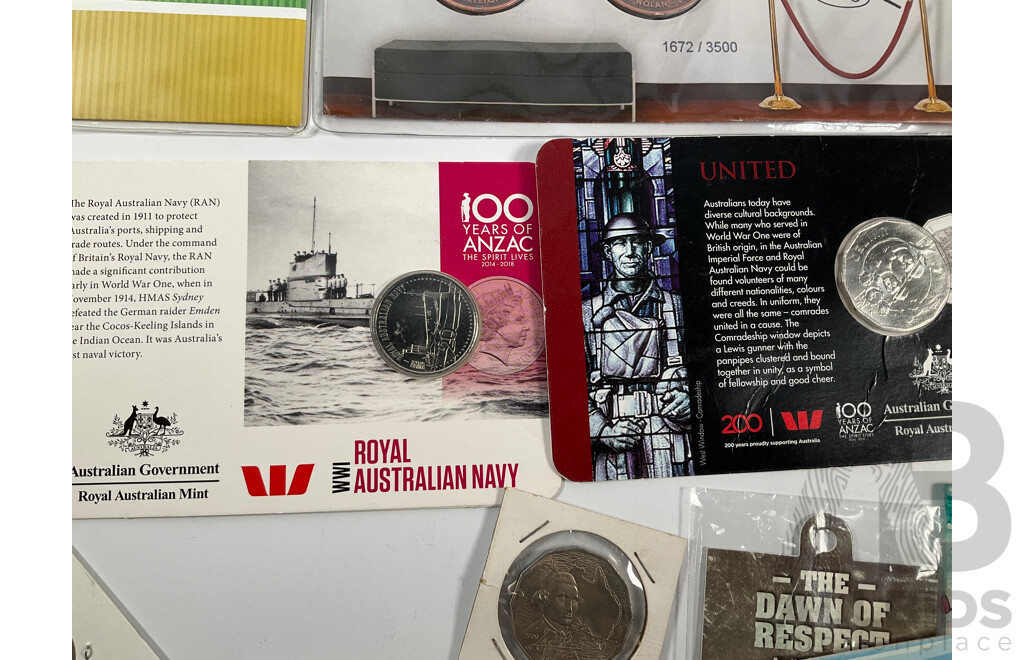 1672 / 3500
The Royal Australian Navy (RAN)
was created in 1911 to protect
Australia's ports, shipping and
trade routes. Under the command
of Britain's Royal Navy, the RAN
made a significant contribution
early in World War One, when in
November 1914, HMAS Sydney
defeated the German raider Emden
near the Cocos-Keeling Islands in
the Indian Ocean. It was Australia's
first naval victory.
Australian Government
Royal Australian Mint
100
YEARS OF
ANZAC
THE SPIRIT LIVES
2014 - 2018
WWI
ROYAL
AUSTRALIAN NAVY
UNITED
Australians today have
diverse cultural backgrounds.
While many who served in
World War One were of
British origin, in the Australian
Imperial Force and Royal
Australian Navy could be
found volunteers of many
different nationalities, colours
and creeds. In uniform, they
were all the same – comrades
united in a cause. The
Comradeship window depicts
a Lewis gunner with the
panpipes clustered and bound
together in unity, as a symbol
of fellowship and good cheer.
West Window - Comradeship
200
200 years proudly supporting Australia
100
YEARS OF
ANZAC
THE SPIRIT LIVES
Australian G
Royal Aust
– THE –
DAWN OF
RESPECT